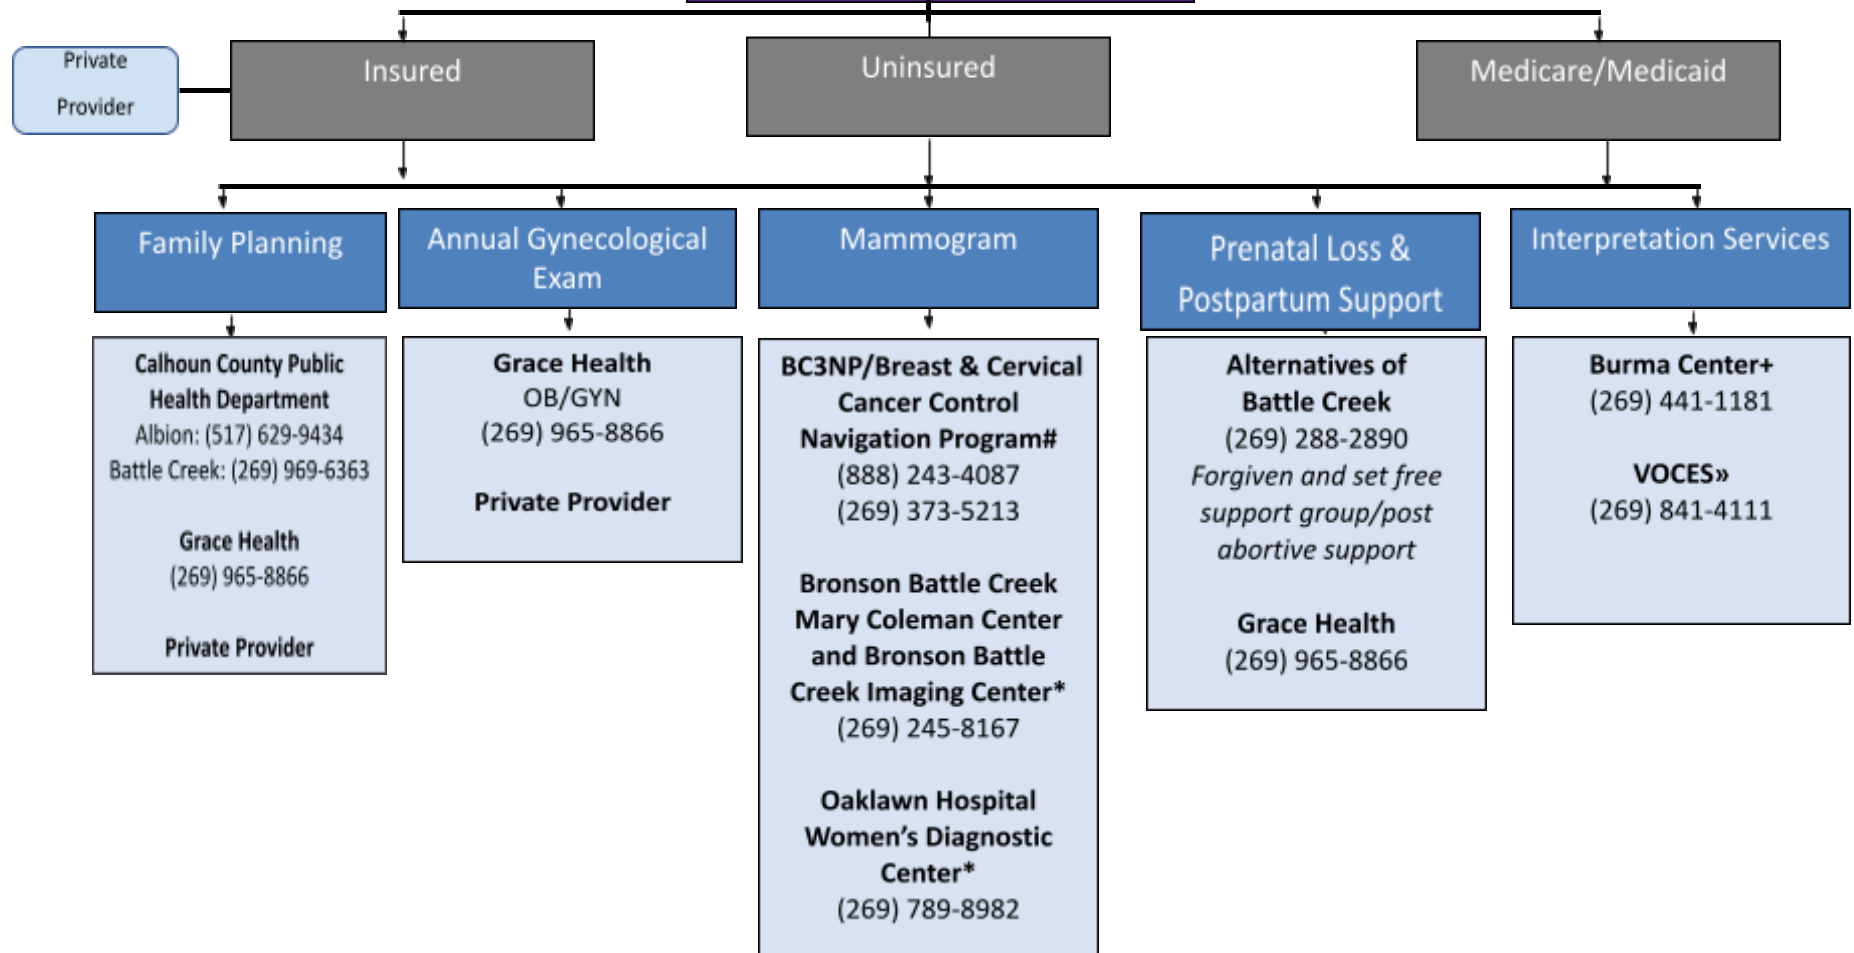 Private
Provider
Insured
Uninsured
Medicare/Medicaid
Family Planning
Annual Gynecological
Exam
Mammogram
Prenatal Loss &
Postpartum Support
Interpretation Services
Calhoun County Public
Health Department
Albion: (517) 629-9434
Battle Creek: (269) 969-6363
Grace Health
(269) 965-8866
Private Provider
Grace Health
OB/GYN
(269) 965-8866
Private Provider
BC3NP/Breast & Cervical
Cancer Control
Navigation Program#
(888) 243-4087
(269) 373-5213
Bronson Battle Creek
Mary Coleman Center
and Bronson Battle
Creek Imaging Center*
(269) 245-8167
Oaklawn Hospital
Women’s Diagnostic
Center*
(269) 789-8982
Alternatives of
Battle Creek
(269) 288-2890
Forgiven and set free
support group/post
abortive support
Grace Health
(269) 965-8866
Burma Center+
(269) 441-1181
VOCES»
(269) 841-4111